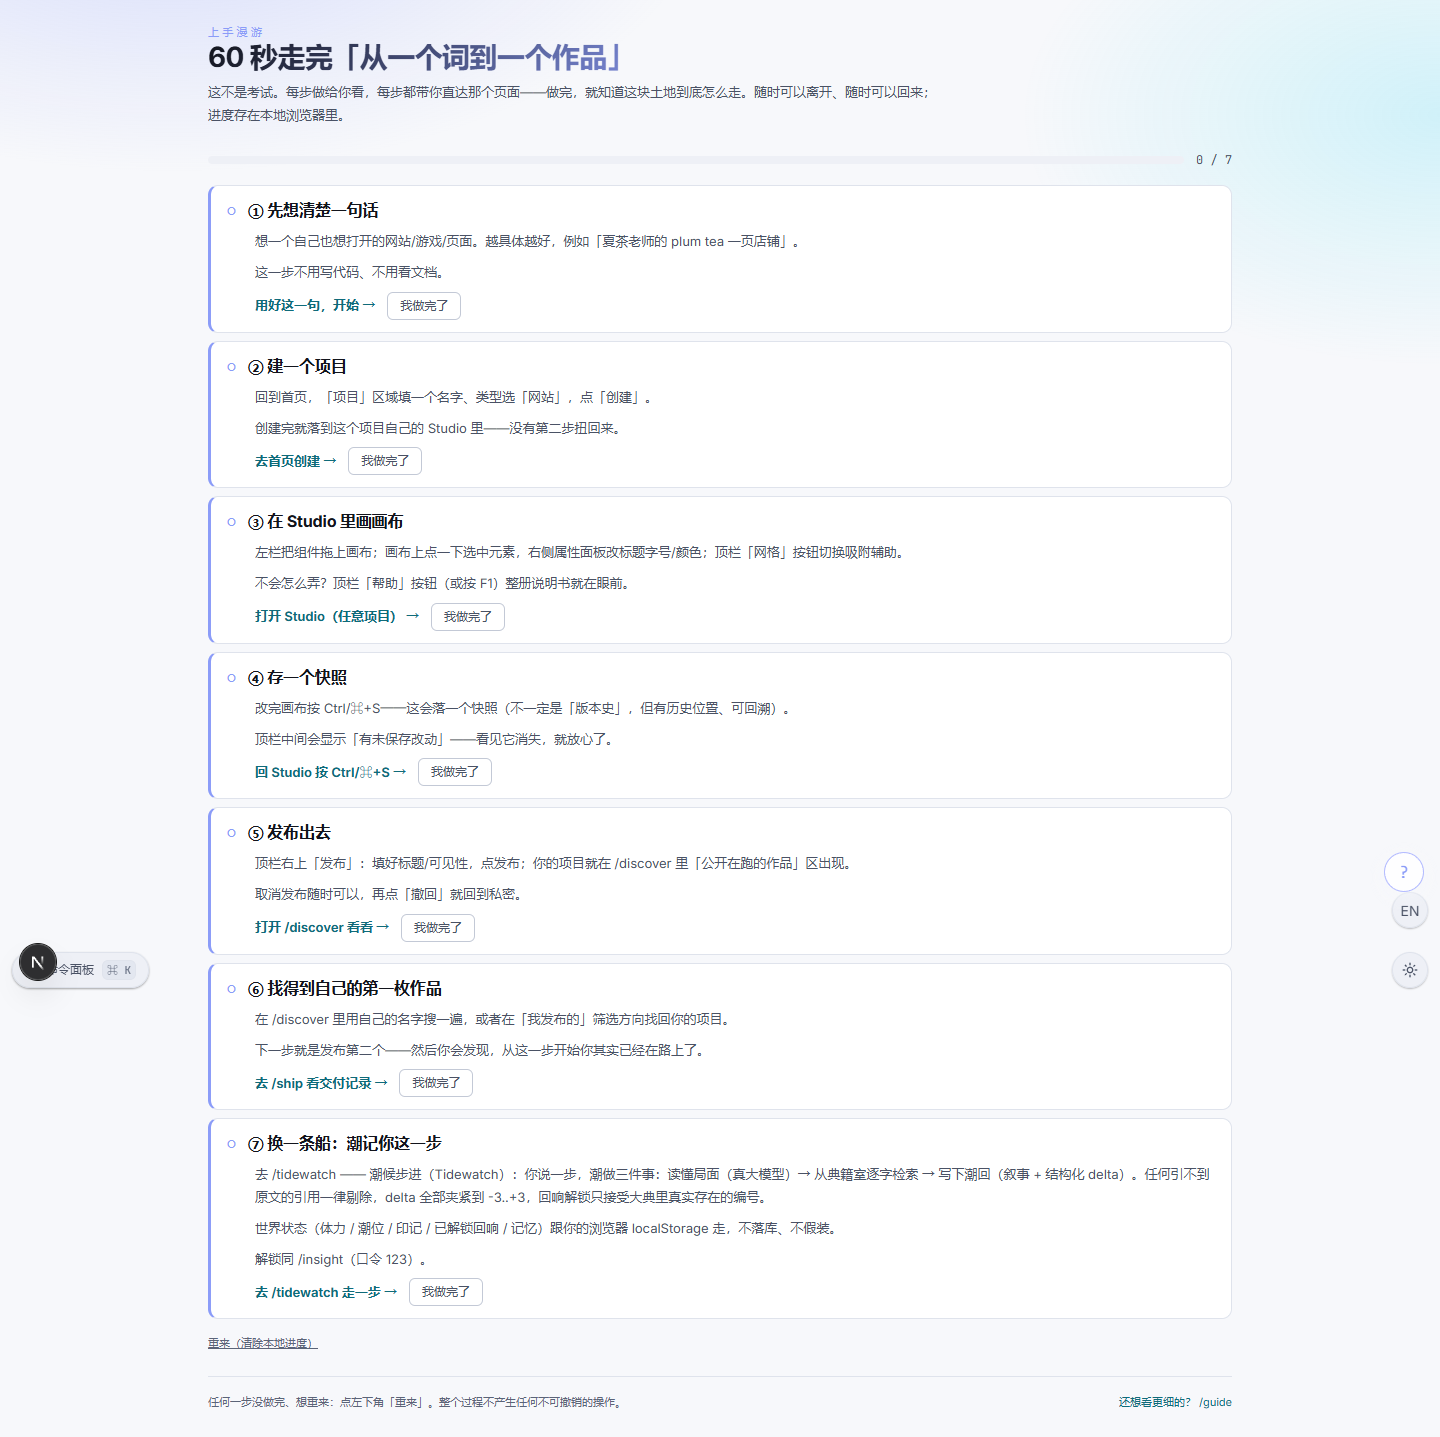 上手漫游
60 秒走完「从一个词到一个作品」
这不是考试。每步做给你看，每步都带你直达那个页面——做完，就知道这块土地到底怎么走。随时可以离开、随时可以回来；
进度存在本地浏览器里。
0 / 7
① 先想清楚一句话
想一个自己也想打开的网站/游戏/页面。越具体越好，例如「夏茶老师的 plum tea 一页店铺」。
这一步不用写代码、不用看文档。
用好这一句，开始 → 我做完了
② 建一个项目
回到首页，「项目」区域填一个名字、类型选「网站」，点「创建」。
创建完就落到这个项目自己的 Studio 里——没有第二步扭回来。
去首页创建 → 我做完了
③ 在 Studio 里画画布
左栏把组件拖上画布；画布上点一下选中元素，右侧属性面板改标题字号/颜色；顶栏「网格」按钮切换吸附辅助。
不会怎么弄？顶栏「帮助」按钮（或按 F1）整册说明书就在眼前。
打开 Studio（任意项目） → 我做完了
④ 存一个快照
改完画布按 Ctrl/⌘+S——这会落一个快照（不一定是「版本史」，但有历史位置、可回溯）。
顶栏中间会显示「有未保存改动」——看见它消失，就放心了。
回 Studio 按 Ctrl/⌘+S → 我做完了
⑤ 发布出去
顶栏右上「发布」：填好标题/可见性，点发布；你的项目就在 /discover 里「公开在跑的作品」区出现。
取消发布随时可以，再点「撤回」就回到私密。
打开 /discover 看看 → 我做完了
⑥ 找得到自己的第一枚作品
在 /discover 里用自己的名字搜一遍，或者在「我发布的」筛选方向找回你的项目。
下一步就是发布第二个——然后你会发现，从这一步开始你其实已经在路上了。
去 /ship 看交付记录 → 我做完了
⑦ 换一条船：潮记你这一步
去 /tidewatch —— 潮候步进（Tidewatch）：你说一步，潮做三件事：读懂局面（真大模型）→ 从典籍室逐字检索 → 写下潮回（叙事 + 结构化 delta）。任何引不到
原文的引用一律剔除，delta 全部夹紧到 -3..+3，回响解锁只接受大典里真实存在的编号。
世界状态（体力 / 潮位 / 印记 / 已解锁回响 / 记忆）跟你的浏览器 localStorage 走，不落库、不假装。
解锁同 /insight（口令 123）。
去 /tidewatch 走一步 → 我做完了
重来（清除本地进度）
任何一步没做完、想重来：点左下角「重来」。整个过程不产生任何不可撤销的操作。
还想看更细的？ /guide
?
EN
N
令面板 ⌘ K